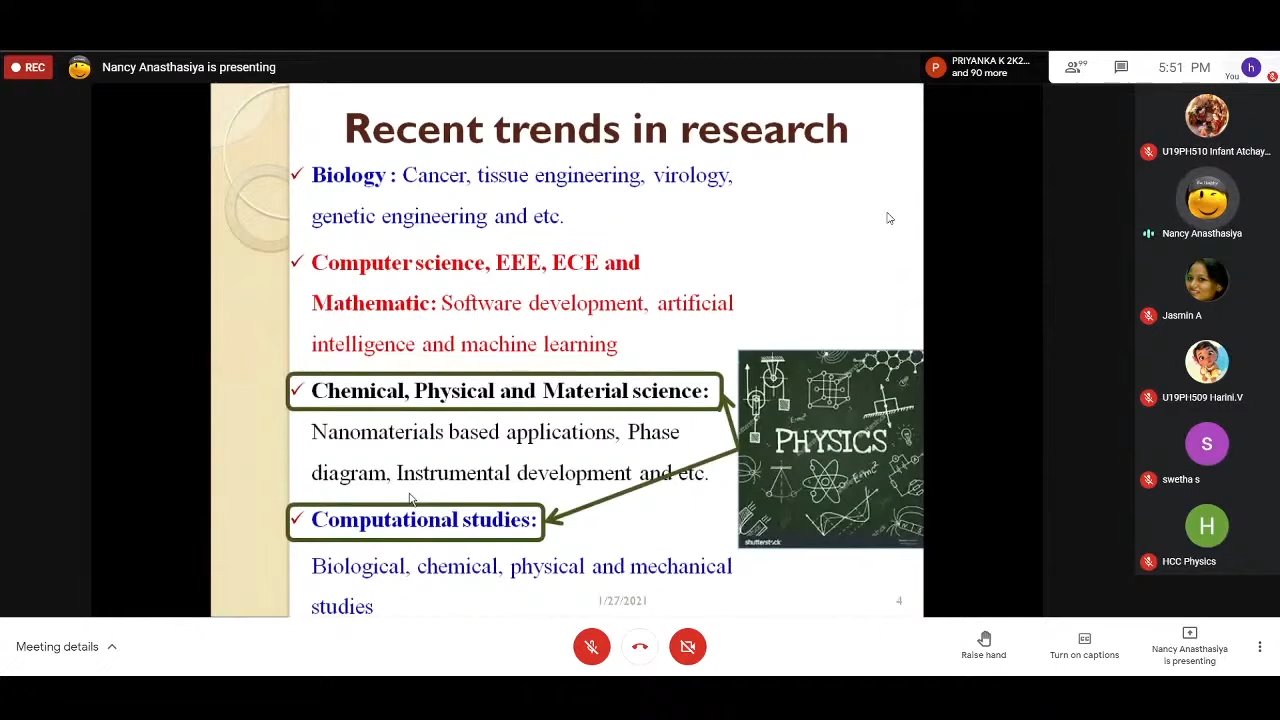 REC
Nancy Anasthasiya is presenting
PRIYANKA K 2K2...
and 90 more
P
99
5:51 PM
You
h
Recent trends in research
Biology : Cancer, tissue engineering, virology,
genetic engineering and etc.
Computer science, EEE, ECE and
Mathematic: Software development, artificial
intelligence and machine learning
Chemical, Physical and Material science:
Nanomaterials based applications, Phase
diagram, Instrumental development and etc.
Computational studies:
Biological, chemical, physical and mechanical
studies
PHYSICS
E=mc²
shutterstock
1/27/2021
4
U19PH510 Infant Atchay...
Nancy Anasthasiya
Jasmin A
U19PH509 Harini.V
S
swetha s
H
HCC Physics
Meeting details
Raise hand
Turn on captions
Nancy Anasthasiya
is presenting